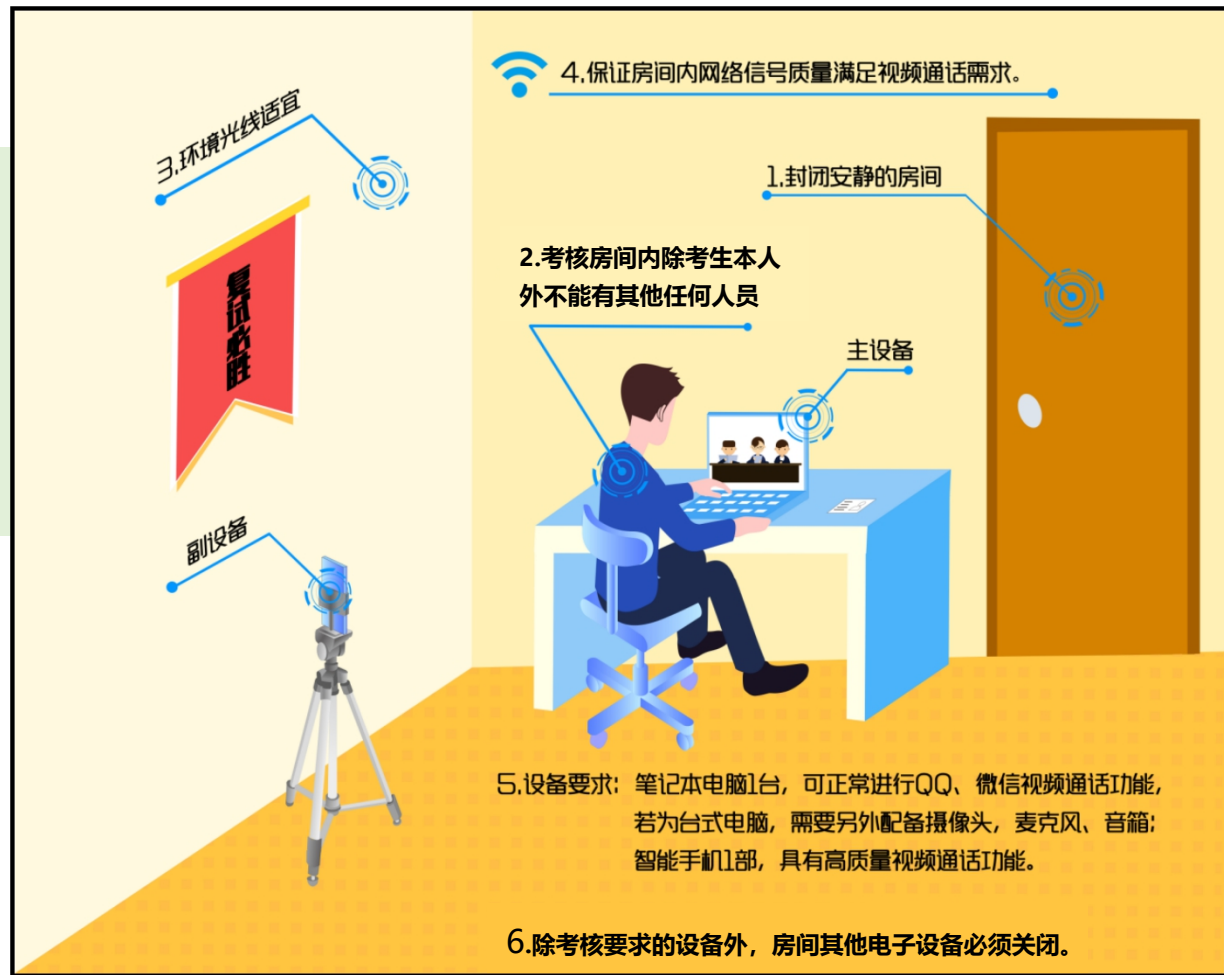 4.保证房间内网络信号质量满足视频通话需求。
3.环境光线适宜
1.封闭安静的房间
2.考核房间内除考生本人
外不能有其他任何人员
复试必胜
主设备
副设备
5.设备要求：笔记本电脑1台，可正常进行QQ、微信视频通话功能，
若为台式电脑，需要另外配备摄像头，麦克风、音箱；
智能手机1部，具有高质量视频通话功能。
6.除考核要求的设备外，房间其他电子设备必须关闭。